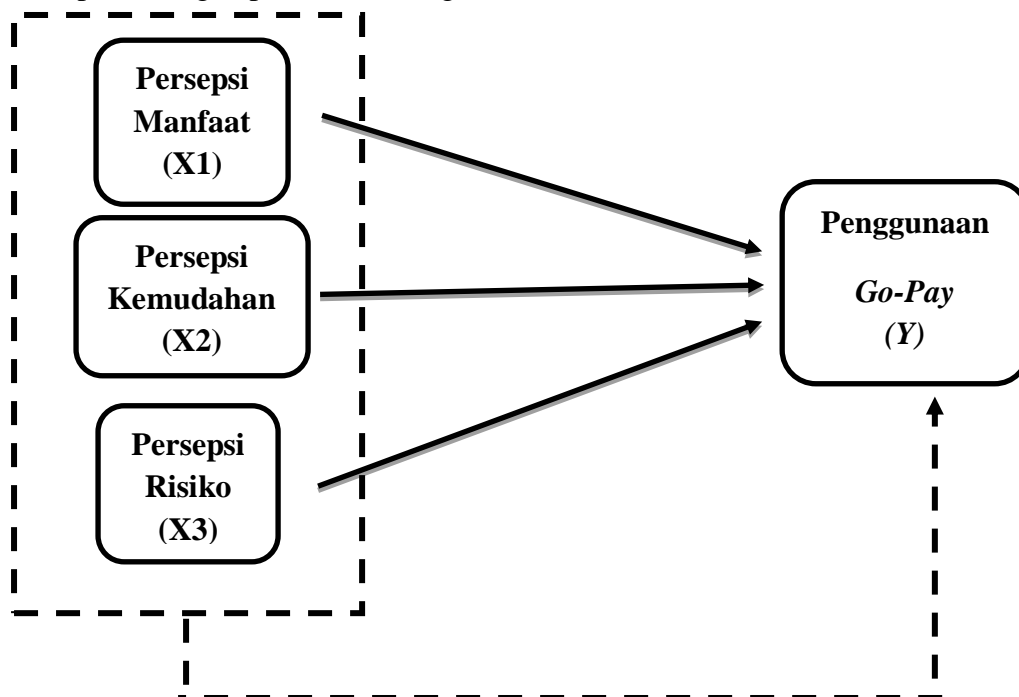 Persepsi
Manfaat
(X1)
Persepsi
Kemudahan
(X2)
Persepsi
Risiko
(X3)
Penggunaan
Go-Pay
(Y)